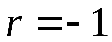 r = - 1